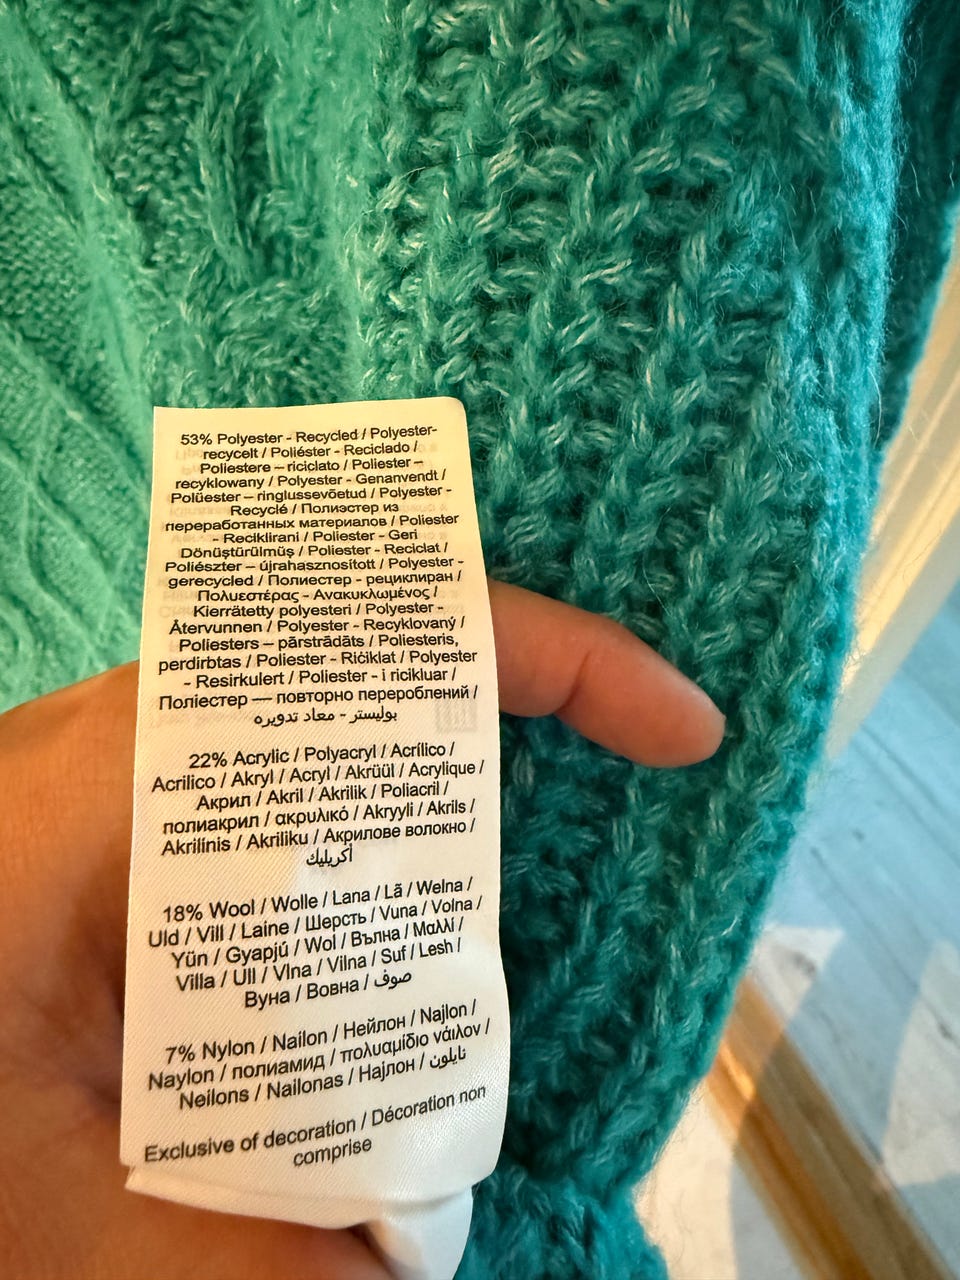 53% Polyester - Recycled / Polyester-
recycelt / Poliéster - Reciclado /
Poliestere – riciclato / Poliester –
recyklowany / Polyester - Genanvendt /
Polüester – ringlussevõetud / Polyester -
Recyclé / Полиэстер из
переработанных материалов / Poliester
- Reciklirani / Poliester - Geri
Dönüştürülmüş / Poliester - Reciclat /
Poliészter – újrahasznosított / Polyester -
gerecycled / Полиестер - рециклиран /
Πολυεστέρας - Ανακυκλωμένος /
Kierrätetty polyesteri / Polyester -
Återvunnen / Polyester - Recyklovaný /
Poliesters – pārstrādāts / Poliesteris,
perdirbtas / Poliester - Riċiklat / Polyester
- Resirkulert / Poliester - i ricikluar /
Поліестер — повторно перероблений /
بوليستر - معاد تدويره
22% Acrylic / Polyacryl / Acrílico /
Acrilico / Akryl / Acryl / Akrüül / Acrylique /
Акрил / Akril / Akrilik / Poliacril /
полиакрил / ακρυλικό / Akryyli / Akrils /
Akrilinis / Akriliku / Акрилове волокно /
أكريليك
18% Wool / Wolle / Lana / Lã / Welna /
Uld / Vill / Laine / Шерсть / Vuna / Volna /
Yün / Gyapjú / Wol / Вълна / Μαλλί /
Villa / Ull / Vlna / Vilna / Suf / Lesh /
Вуна / Вовна / صوف
7% Nylon / Nailon / Нейлон / Najlon /
Naylon / полиамид / πολυαμίδιο νάιλον /
Neilons / Nailonas / Најлон / نايلون
Exclusive of decoration / Décoration non
comprise